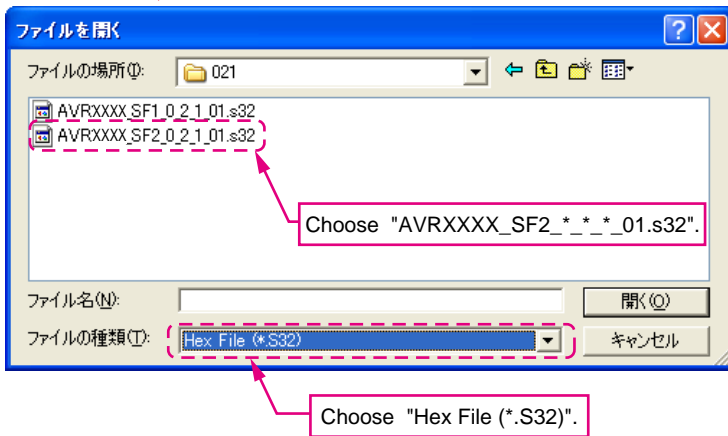 ファイルを開く
ファイルの場所(I): 021
AVRXXXX_SF1_0_2_1_01.s32
AVRXXXX_SF2_0_2_1_01.s32
Choose "AVRXXXX_SF2_*_*_*_01.s32".
ファイル名(N): 開く(O)
ファイルの種類(T): Hex File (*.S32) キャンセル
Choose "Hex File (*.S32)".